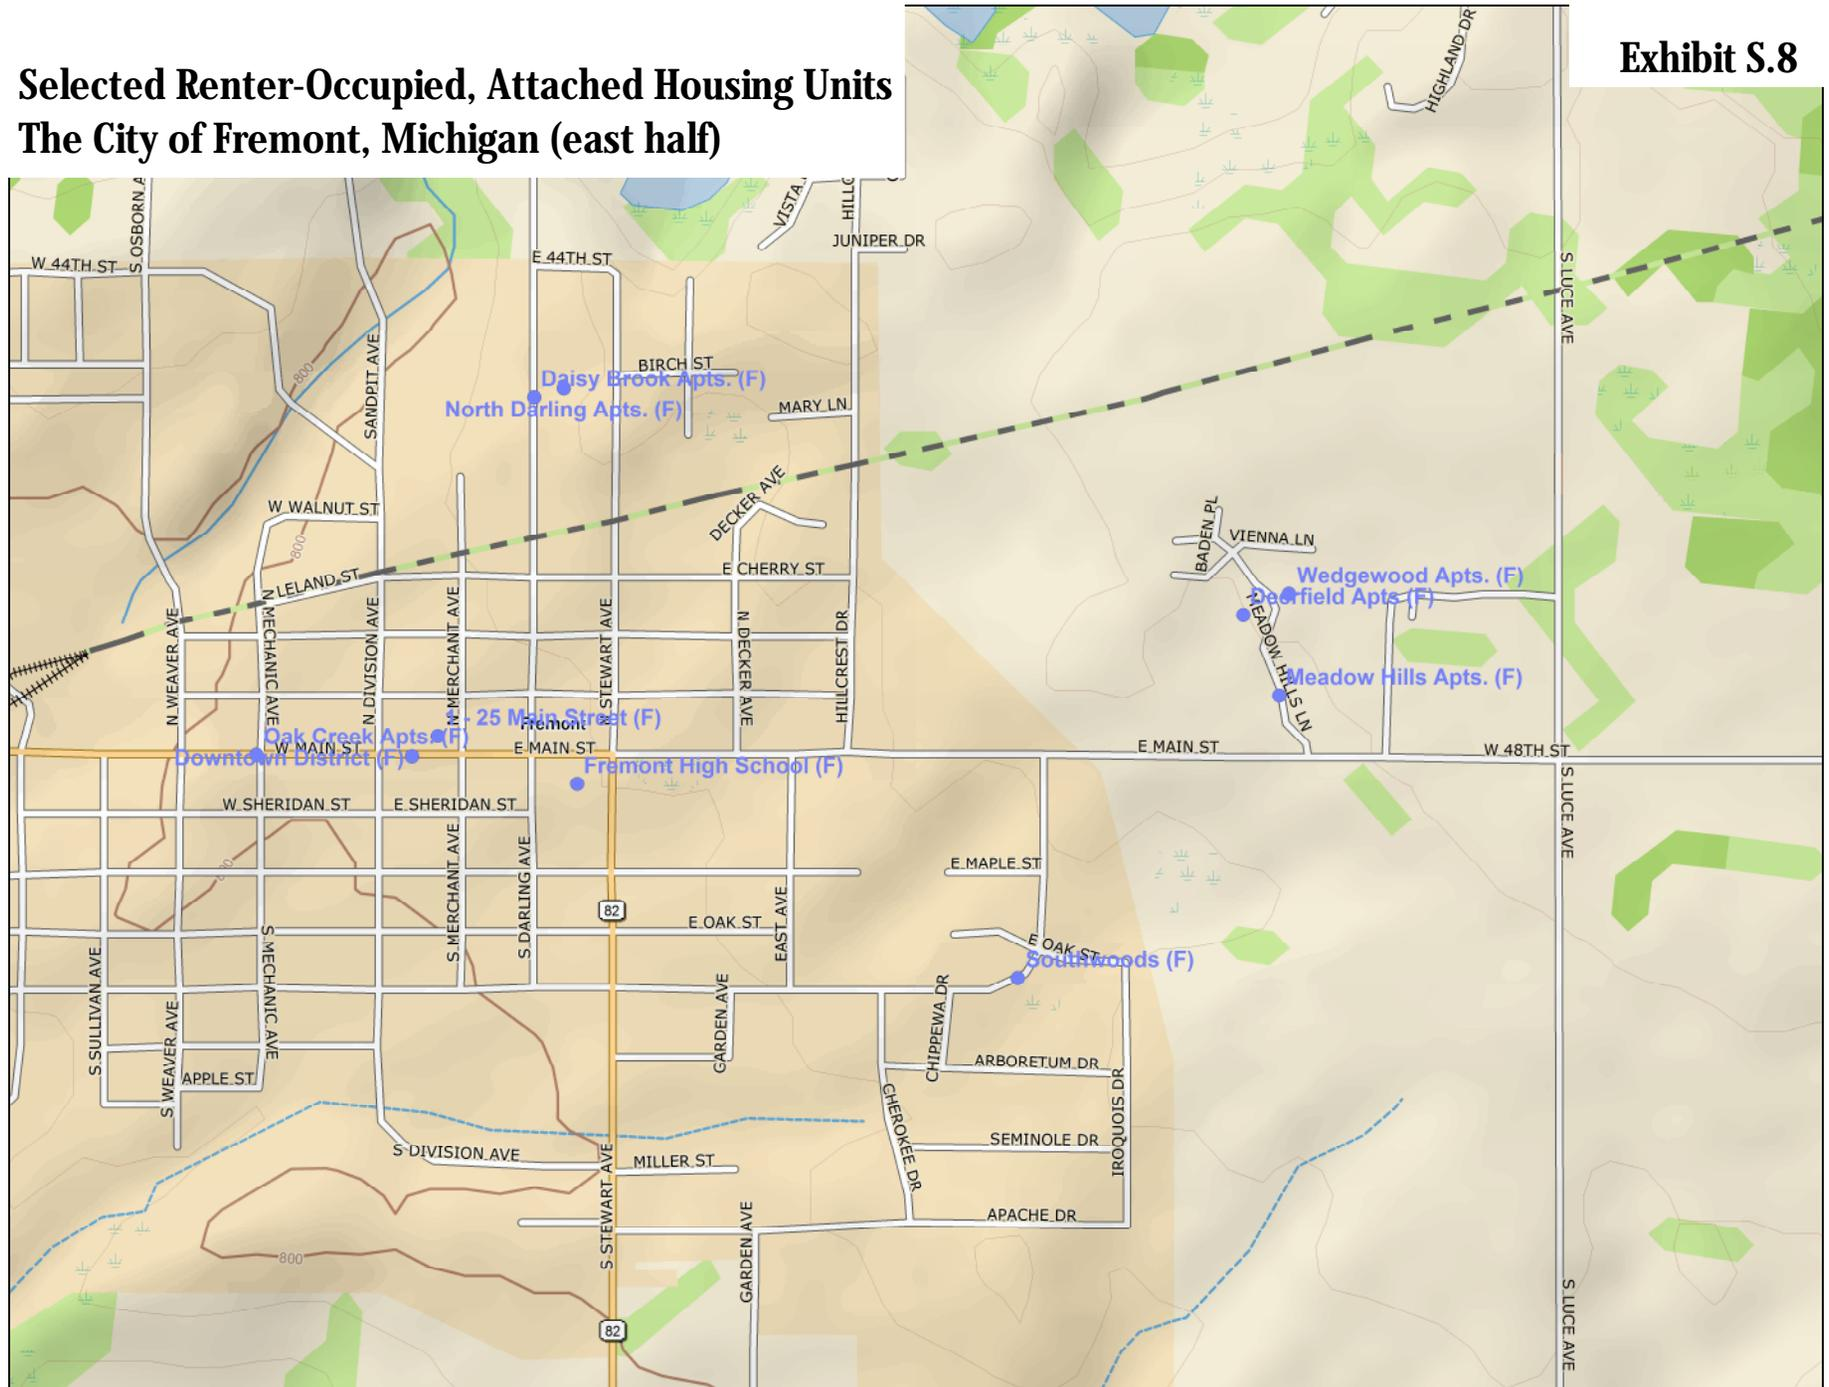 Selected Renter-Occupied, Attached Housing Units
The City of Fremont, Michigan (east half)
Exhibit S.8
HIGHLAND DR
S OSBORN A
VISTA
HILLC
JUNIPER DR
W 44TH ST
E 44TH ST
S LUCE AVE
SANDPIT AVE
800
BIRCH ST
Daisy Brook Apts. (F)
North Darling Apts. (F)
MARY LN
DECKER AVE
W WALNUT ST
800
BADEN PL
VIENNA LN
LELAND ST
E CHERRY ST
Wedgewood Apts. (F)
Deerfield Apts (F)
MEADOW HILLS LN
N WEAVER AVE
N MECHANIC AVE
N DIVISION AVE
N MERCHANT AVE
N STEWART AVE
N DECKER AVE
HILLCREST DR
Meadow Hills Apts. (F)
- 25 Main Street (F)
Fremont
Oak Creek Apts. (F)
W MAIN ST
E MAIN ST
E MAIN ST
W 48TH ST
Downtown District (F)
Fremont High School (F)
W SHERIDAN ST
E SHERIDAN ST
S LUCE AVE
S MERCHANT AVE
S DARLING AVE
E MAPLE ST
82
E OAK ST
EAST AVE
E OAK ST
Southwoods (F)
S SULLIVAN AVE
S WEAVER AVE
S MECHANIC AVE
GARDEN AVE
CHIPPEWA DR
ARBORETUM DR
APPLE ST
CHEROKEE DR
IROQUOIS DR
SEMINOLE DR
S DIVISION AVE
MILLER ST
S STEWART AVE
APACHE DR
GARDEN AVE
800
82
S LUCE AVE